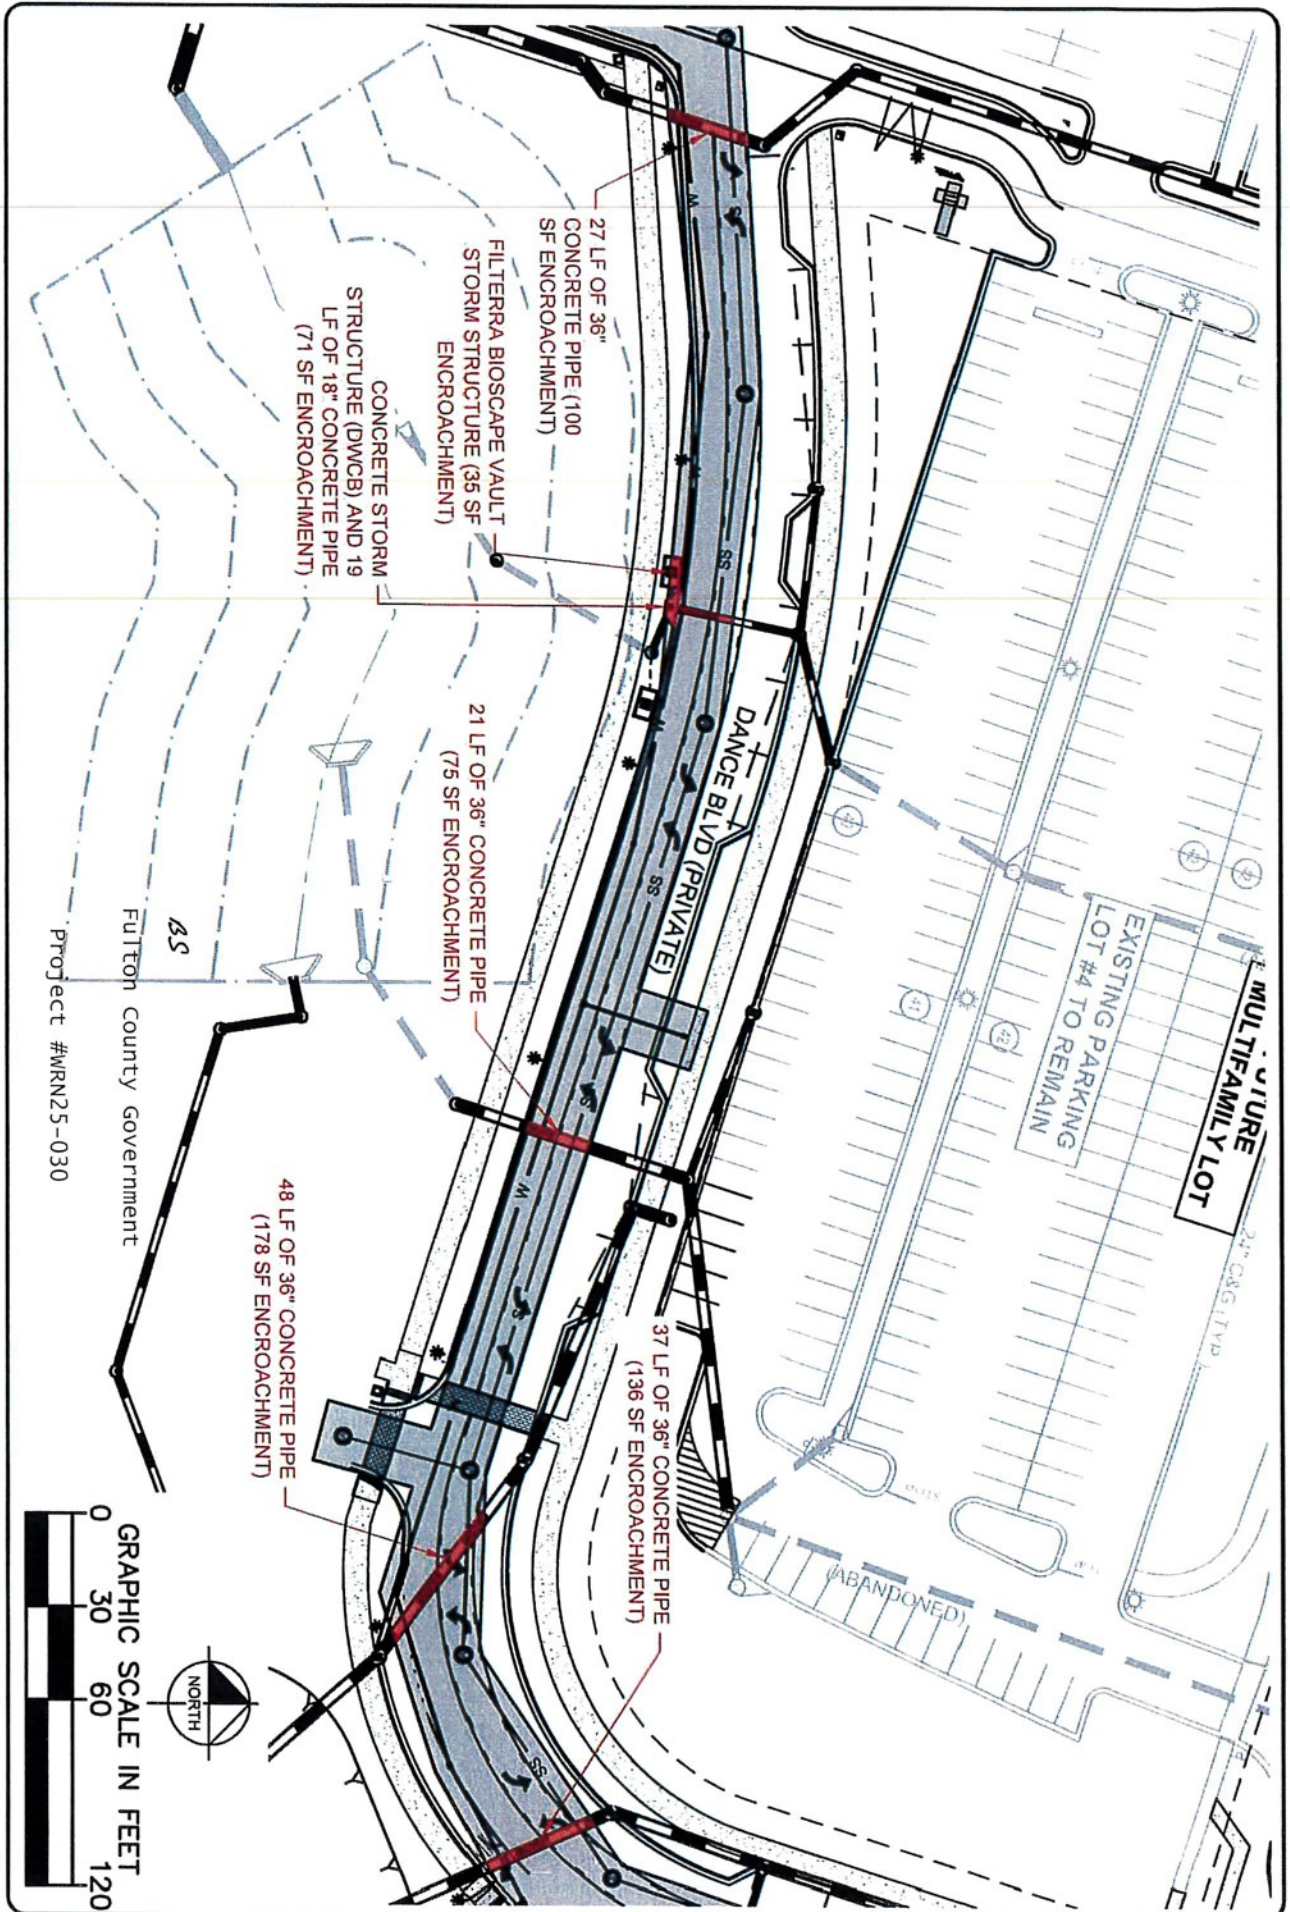 27 LF OF 36"
CONCRETE PIPE (100
SF ENCROACHMENT)
FILTERRA BIOSCAPE VAULT
STORM STRUCTURE (35 SF
ENCROACHMENT)
CONCRETE STORM
STRUCTURE (DWCB) AND 19
LF OF 18" CONCRETE PIPE
(71 SF ENCROACHMENT)
DANCE BLVD (PRIVATE)
21 LF OF 36" CONCRETE PIPE
(75 SF ENCROACHMENT)
MULTIFAMILY LOT
EXISTING PARKING
LOT #4 TO REMAIN
37 LF OF 36" CONCRETE PIPE
(136 SF ENCROACHMENT)
48 LF OF 36" CONCRETE PIPE
(178 SF ENCROACHMENT)
(ABANDONED)
SS
SS
SS
W
W
BS
Fulton County Government
Project #WRN25-030
NORTH
GRAPHIC SCALE IN FEET
0 30 60 120